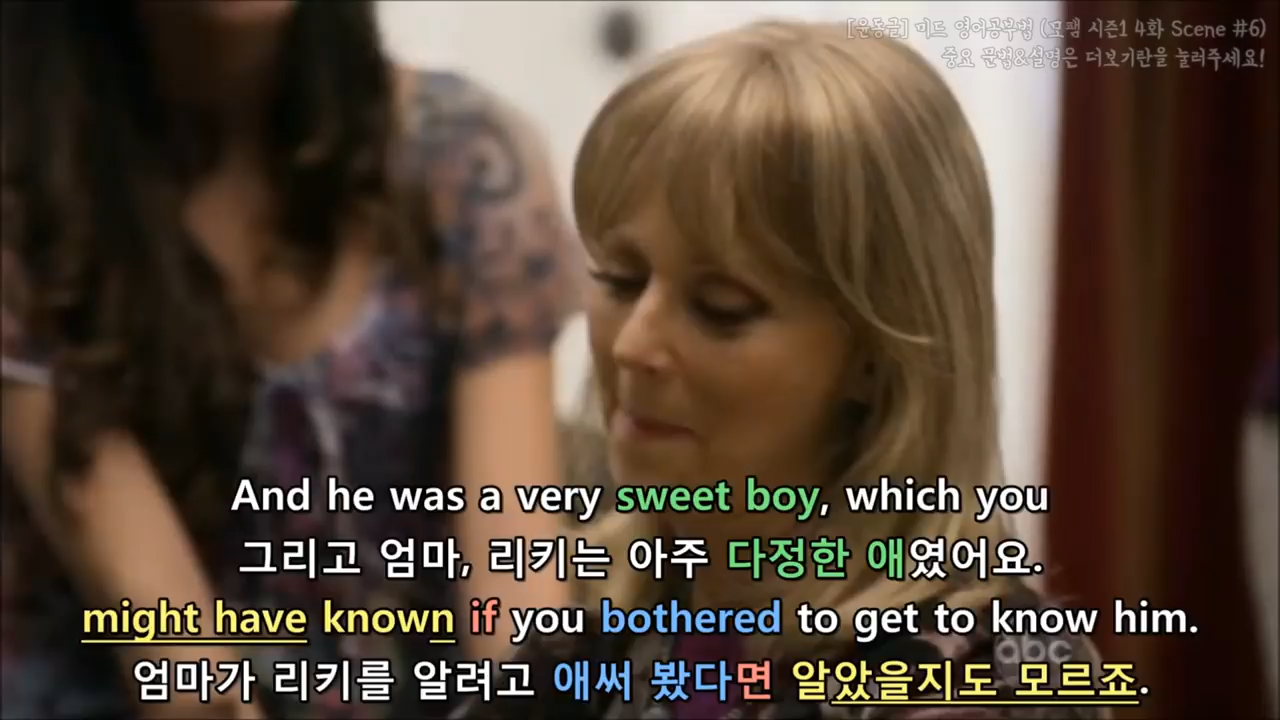 [운동글] 미드 영어공부법 (모팸 시즌1 4화 Scene #6)
중요 문법&설명은 더보기란을 눌러주세요!
And he was a very sweet boy, which you
그리고 엄마, 리키는 아주 다정한 애였어요.
might have known if you bothered to get to know him.
엄마가 리키를 알려고 애써 봤다면 알았을지도 모르죠.
abc